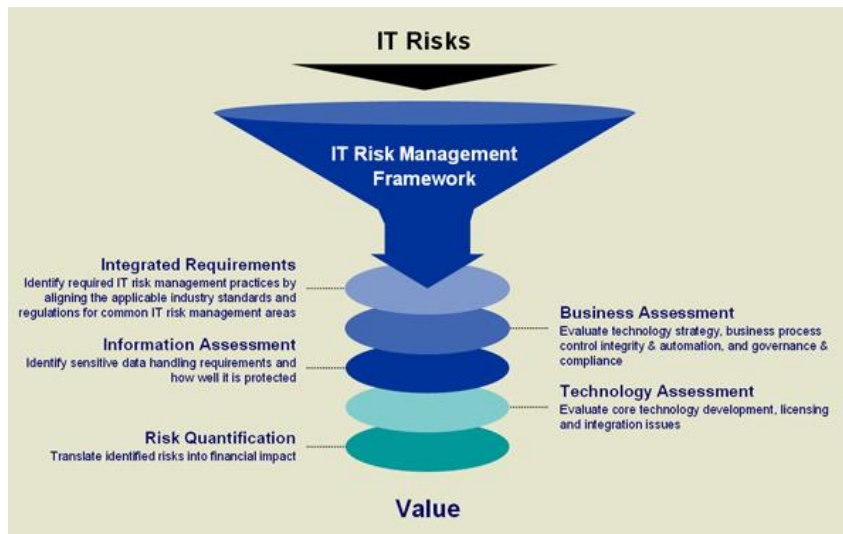 IT Risks
IT Risk Management
Framework
Integrated Requirements
Identify required IT risk management practices by
aligning the applicable industry standards and
regulations for common IT risk management areas
Business Assessment
Evaluate technology strategy, business process
control integrity & automation, and governance &
compliance
Information Assessment
Identify sensitive data handling requirements and
how well it is protected
Technology Assessment
Evaluate core technology development, licensing
and integration issues
Risk Quantification
Translate identified risks into financial impact
Value